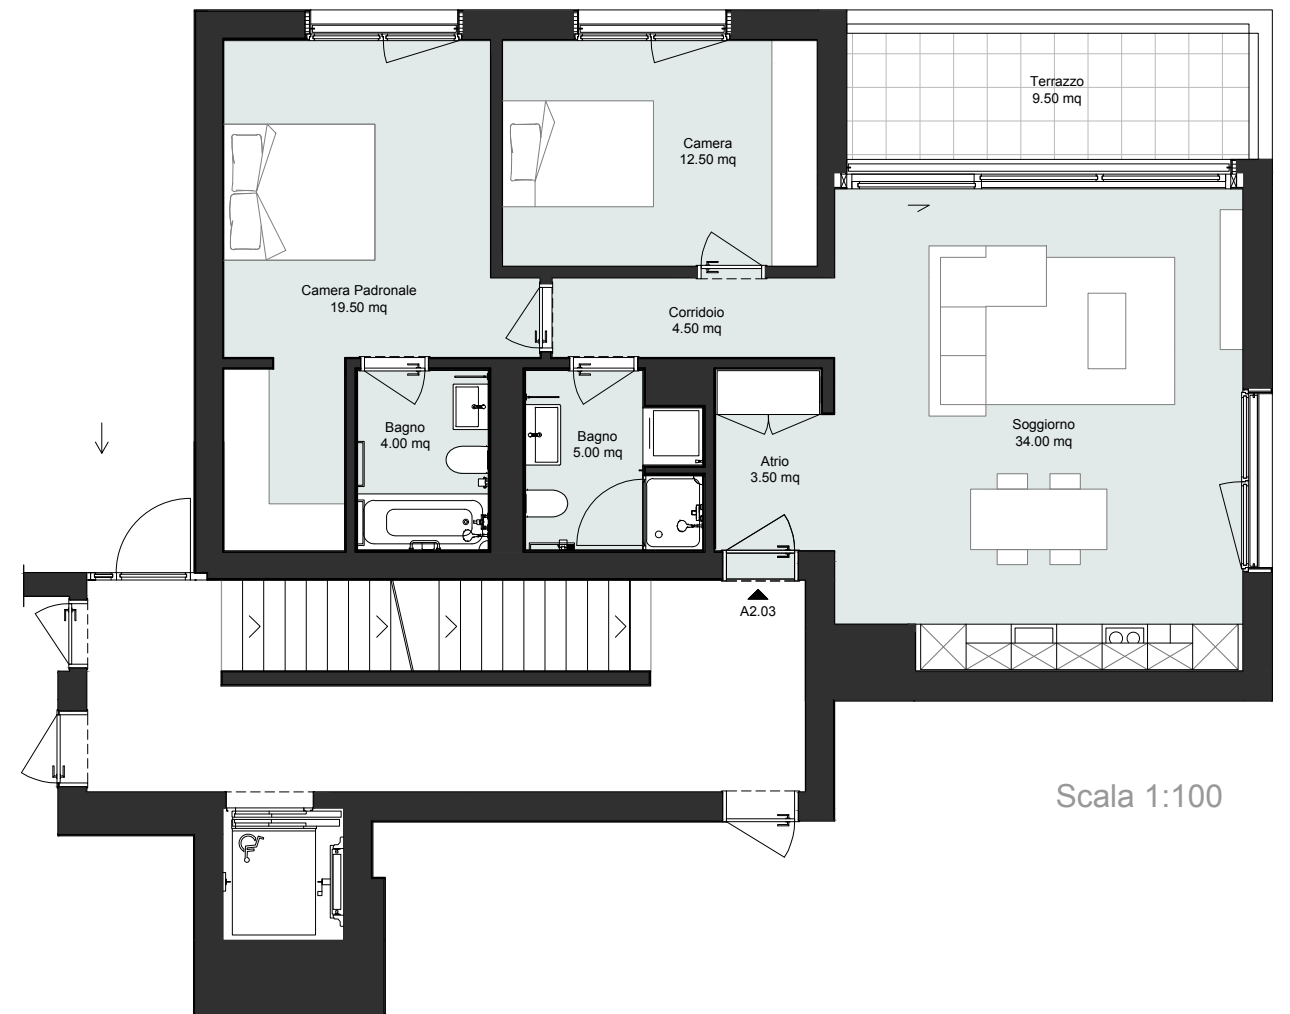 Terrazzo
9.50 mq
Camera
12.50 mq
Camera Padronale
19.50 mq
Corridoio
4.50 mq
Bagno
4.00 mq
Bagno
5.00 mq
Atrio
3.50 mq
Soggiorno
34.00 mq
A2.03
Scala 1:100